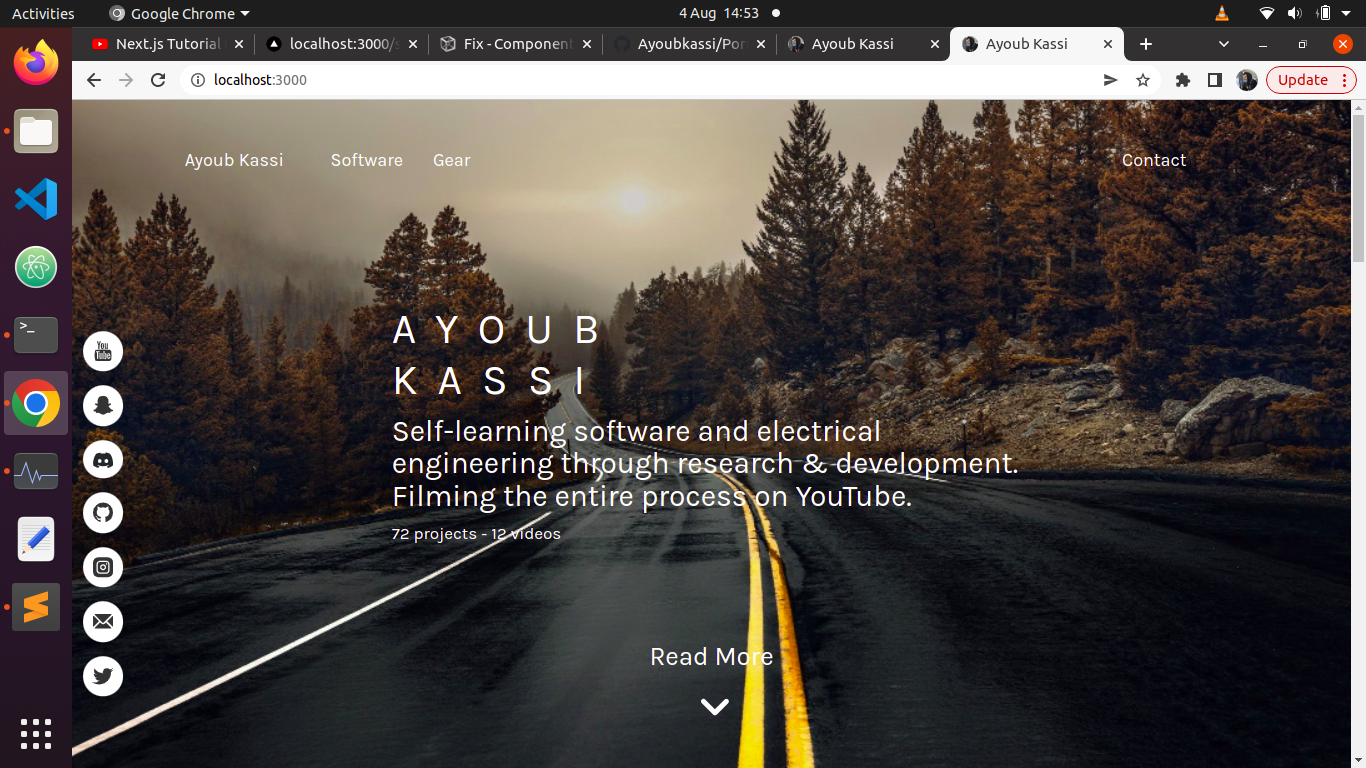 Activities
Google Chrome
4 Aug 14:53
Next.js Tutorial
localhost:3000/s
Fix - Component
Ayoubkassi/Por
Ayoub Kassi
Ayoub Kassi
localhost:3000
Update
Ayoub Kassi
Software
Gear
Contact
AYOUB
KASSI
Self-learning software and electrical
engineering through research & development.
Filming the entire process on YouTube.
72 projects - 12 videos
You
Tube
Read More